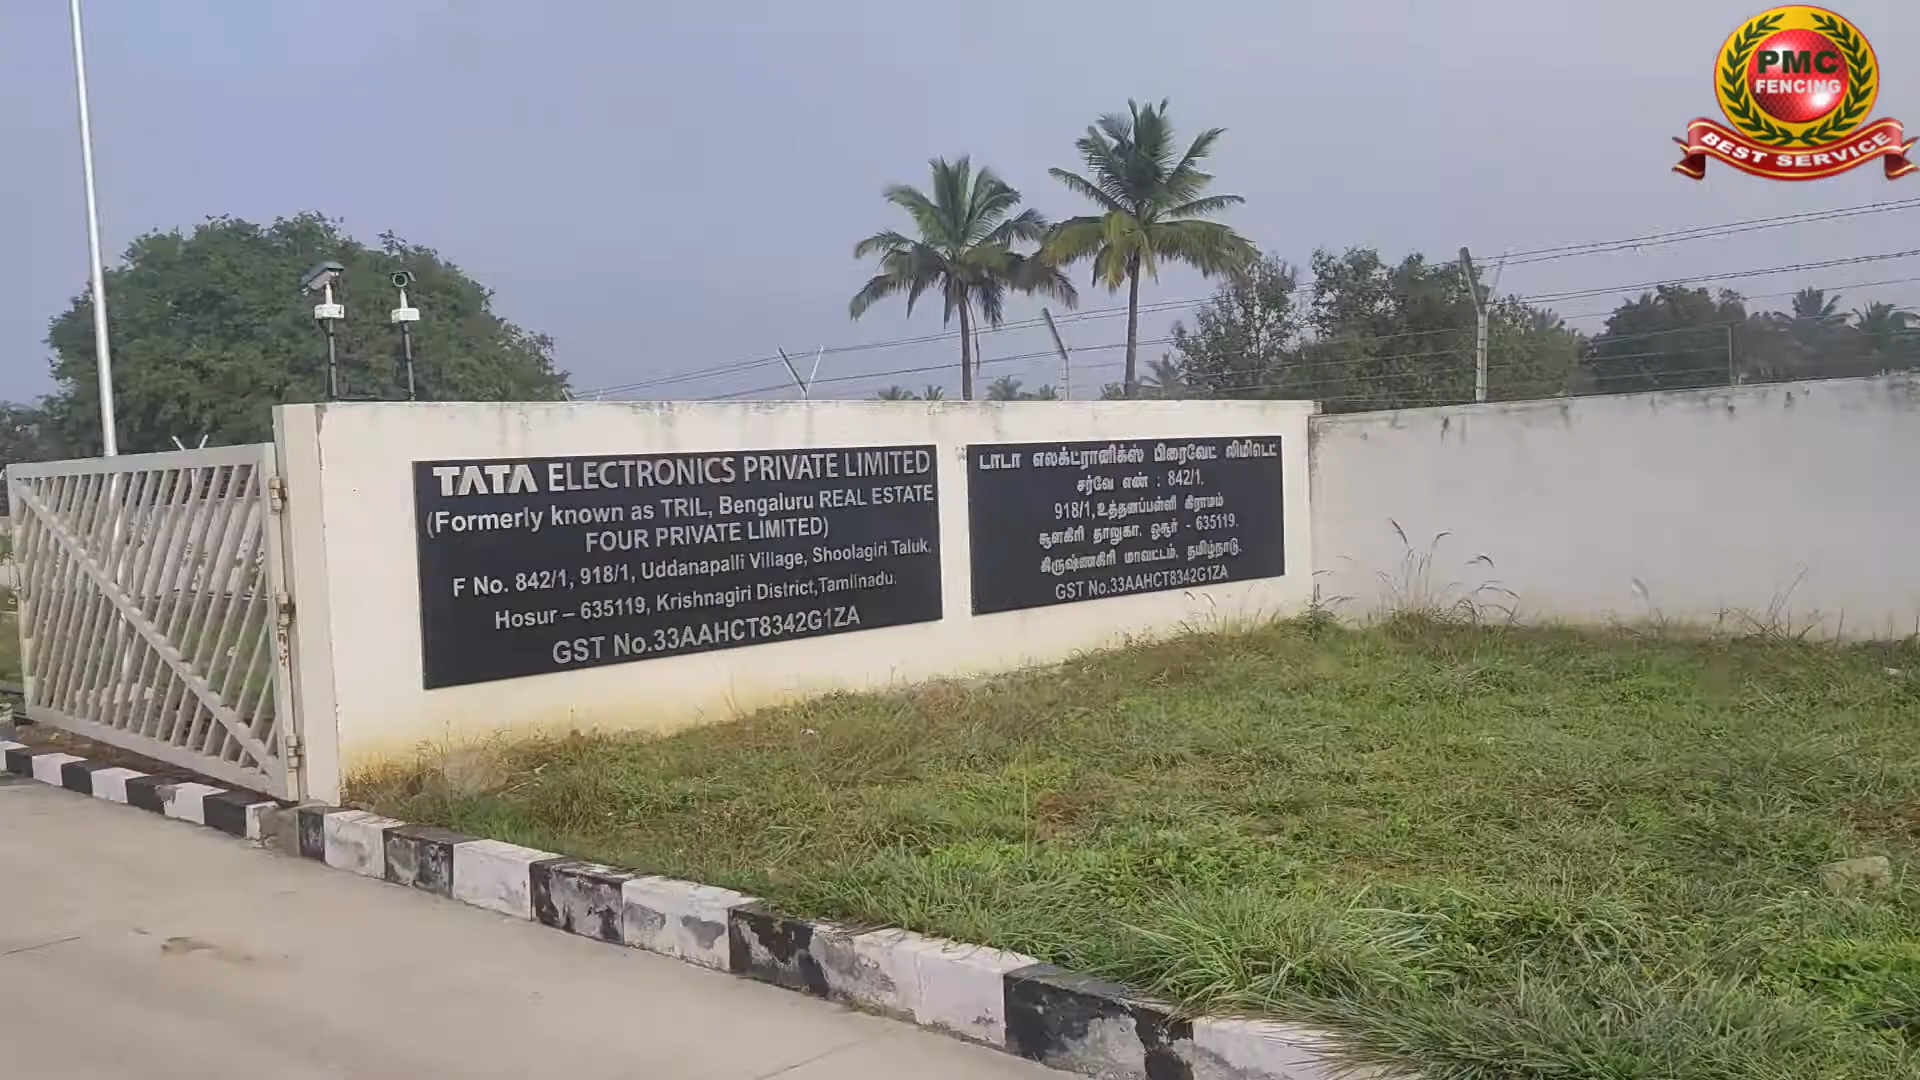 PMC
FENCING
BEST SERVICE
TATA ELECTRONICS PRIVATE LIMITED
(Formerly known as TRIL, Bengaluru REAL ESTATE
FOUR PRIVATE LIMITED)
F No. 842/1, 918/1, Uddanapalli Village, Shoolagiri Taluk,
Hosur – 635119, Krishnagiri District,Tamilnadu.
GST No.33AAHCT8342G1ZA
டாடா எலக்ட்ரானிக்ஸ் பிரைவேட் லிமிடெட்
சர்வே எண் : 842/1,
918/1,உத்தனப்பள்ளி கிராமம்
சூளகிரி தாலுகா, ஓசூர் - 635119,
கிருஷ்ணகிரி மாவட்டம், தமிழ்நாடு.
GST No.33AAHCT8342G1ZA